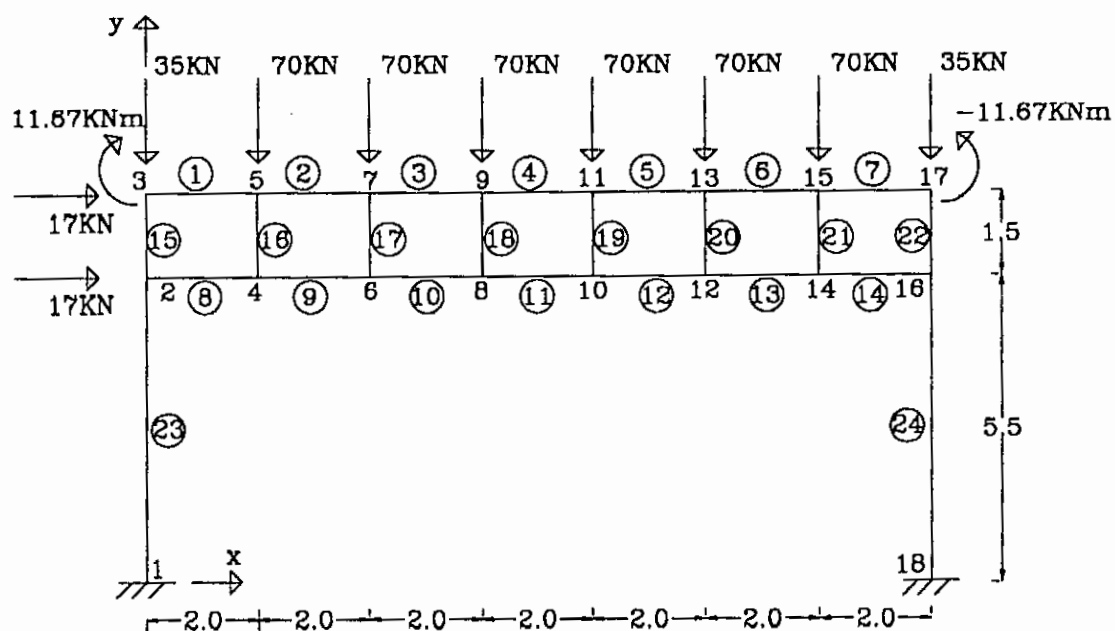 y
35KN 70KN 70KN 70KN 70KN 70KN 70KN 35KN
11.67KNm -11.67KNm
3 1 5 2 7 3 9 4 11 5 13 6 15 7 17
17KN
15 16 17 18 19 20 21 22 1.5
17KN
2 8 4 9 6 10 8 11 10 12 12 13 14 14 16
23 24 5.5
1 x 18
2.0 2.0 2.0 2.0 2.0 2.0 2.0